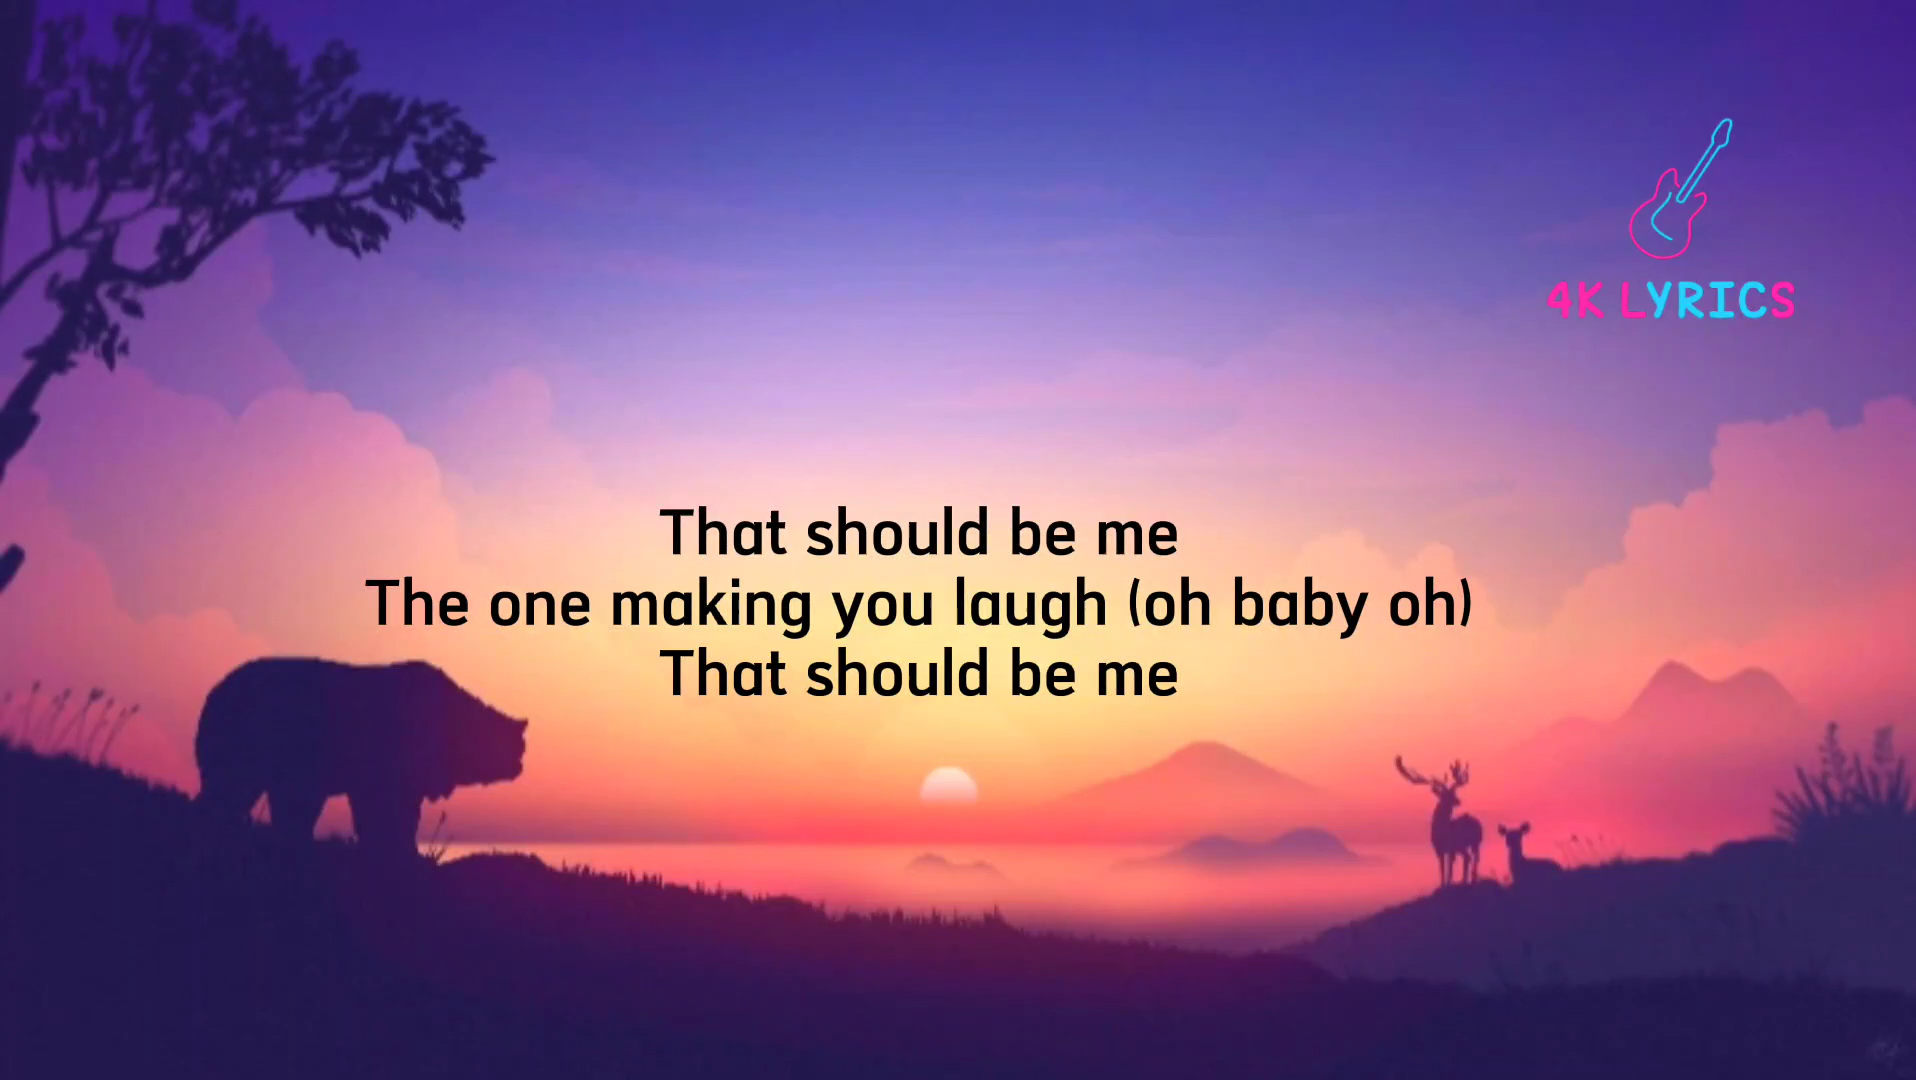 4K LYRICS
That should be me
The one making you laugh (oh baby oh)
That should be me